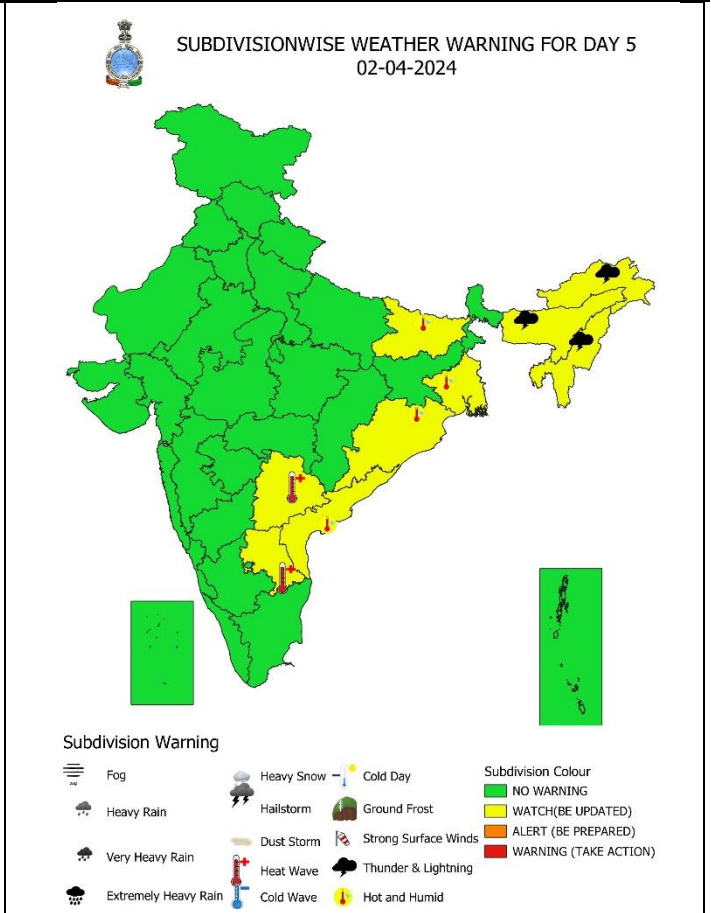 SUBDIVISIONWISE WEATHER WARNING FOR DAY 5
02-04-2024
Subdivision Warning
Fog
Heavy Rain
Very Heavy Rain
Extremely Heavy Rain
Heavy Snow
Hailstorm
Dust Storm
Heat Wave
Cold Wave
Cold Day
Ground Frost
Strong Surface Winds
Thunder & Lightning
Hot and Humid
Subdivision Colour
NO WARNING
WATCH(BE UPDATED)
ALERT (BE PREPARED)
WARNING (TAKE ACTION)